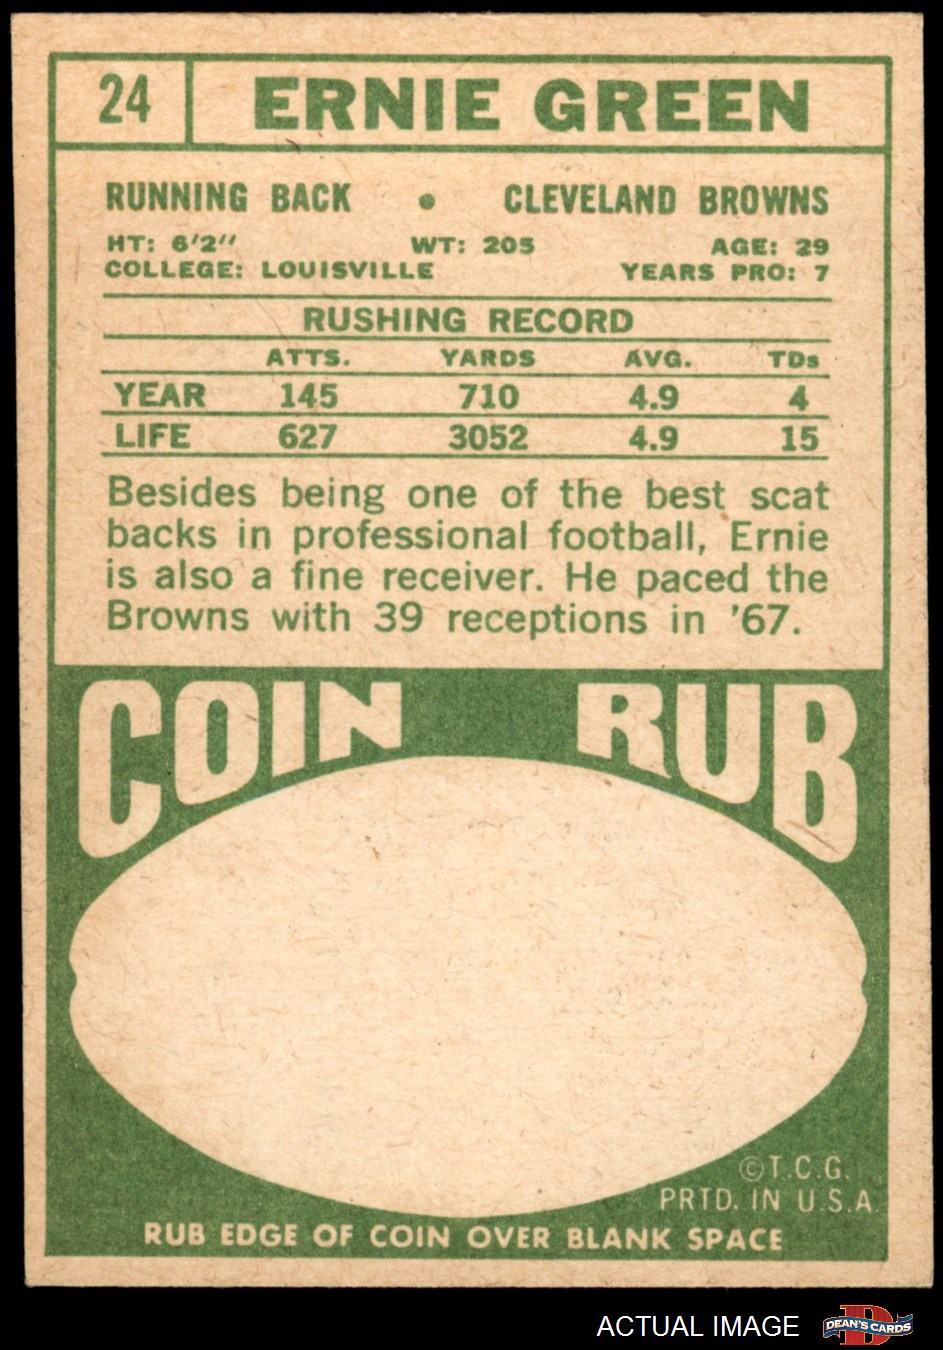 24 ERNIE GREEN
RUNNING BACK • CLEVELAND BROWNS
HT: 6'2" WT: 205 AGE: 29
COLLEGE: LOUISVILLE YEARS PRO: 7
RUSHING RECORD
ATTS. YARDS AVG. TDs
YEAR 145 710 4.9 4
LIFE 627 3052 4.9 15
Besides being one of the best scat
backs in professional football, Ernie
is also a fine receiver. He paced the
Browns with 39 receptions in '67.
COIN RUB
©T.C.G.
PRTD. IN U.S.A.
RUB EDGE OF COIN OVER BLANK SPACE
ACTUAL IMAGE D DEAN'S CARDS